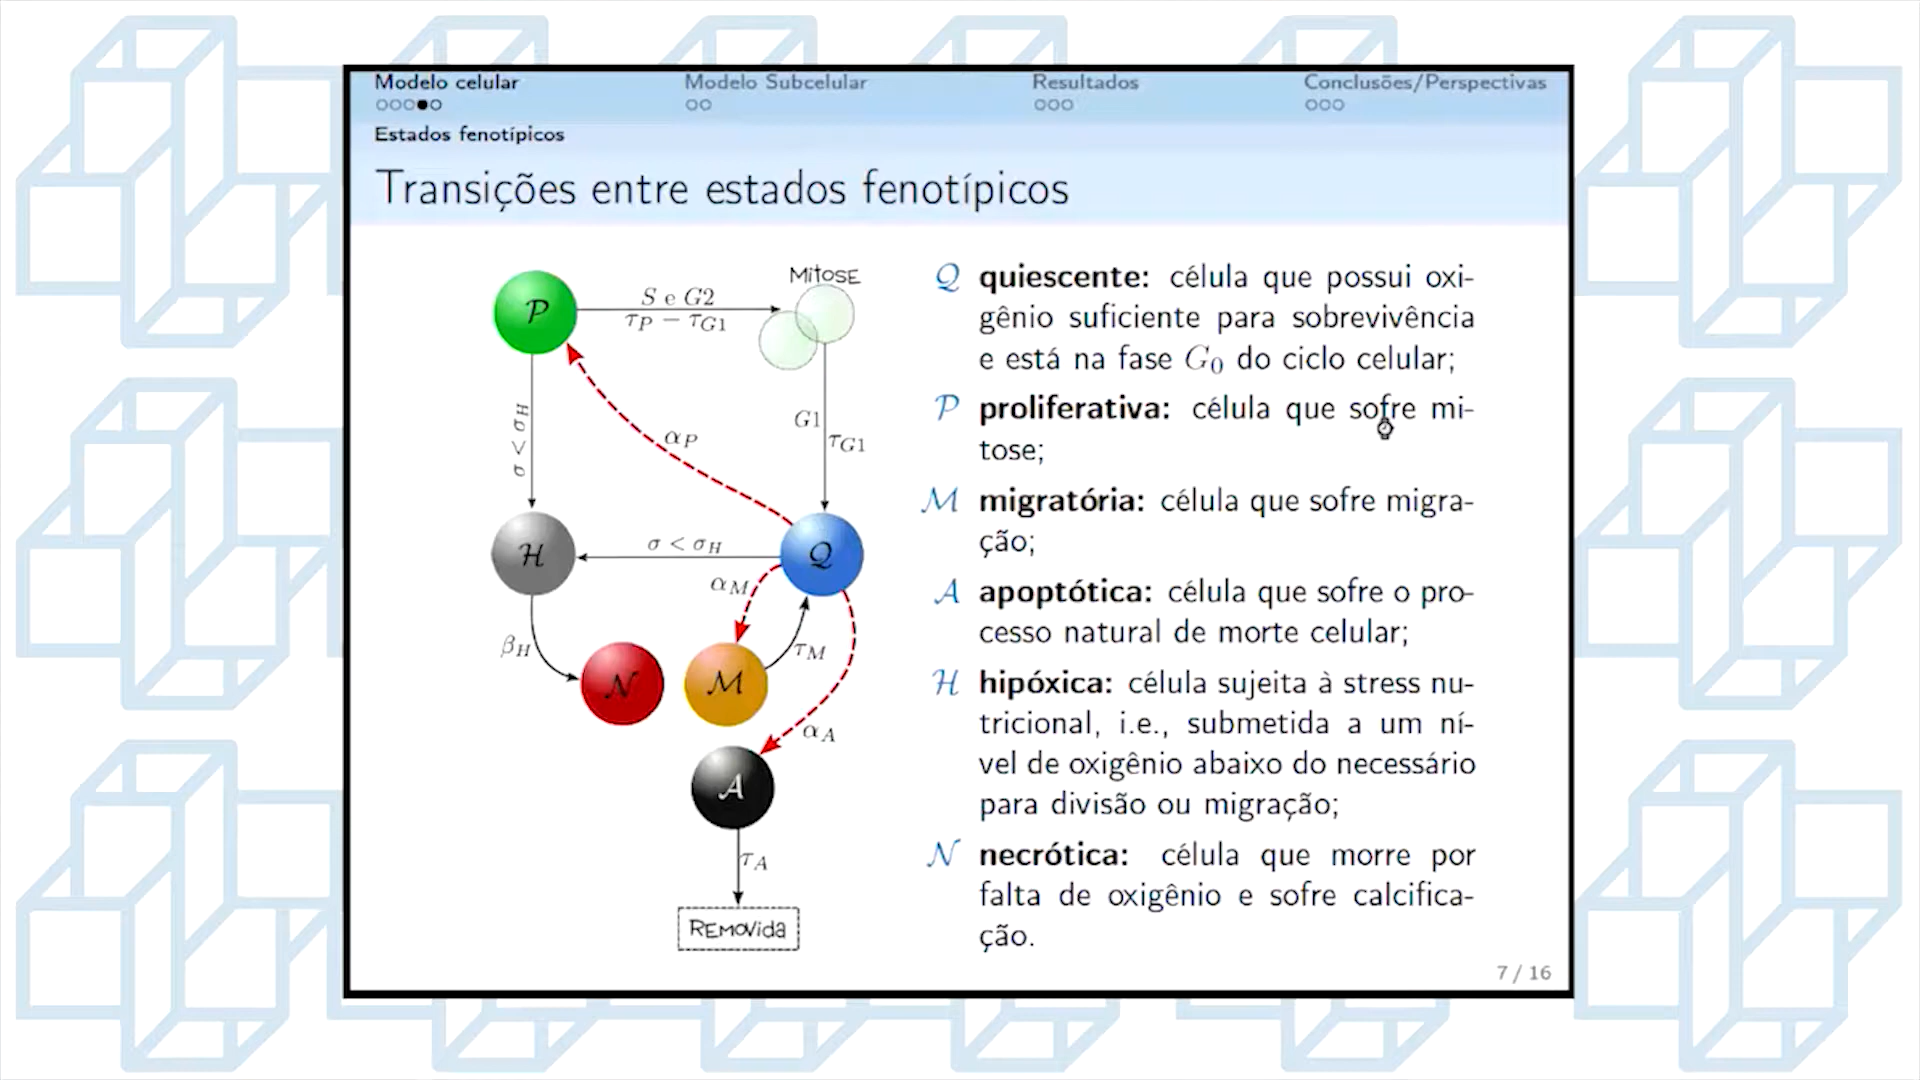 Modelo celular
Modelo Subcelular
Resultados
Conclusões/Perspectivas
Estados fenotípicos
Transições entre estados fenotípicos
MITOSE
P
S e G2
τP − τG1
σ < σH
αP
G1
τG1
H
σ < σH
Q
αM
βH
τM
N
M
αA
A
τA
REMOVIDA
Q quiescente: célula que possui oxi-
gênio suficiente para sobrevivência
e está na fase G0 do ciclo celular;
P proliferativa: célula que sofre mi-
tose;
M migratória: célula que sofre migra-
ção;
A apoptótica: célula que sofre o pro-
cesso natural de morte celular;
H hipóxica: célula sujeita à stress nu-
tricional, i.e., submetida a um ní-
vel de oxigênio abaixo do necessário
para divisão ou migração;
N necrótica: célula que morre por
falta de oxigênio e sofre calcifica-
ção.
7 / 16